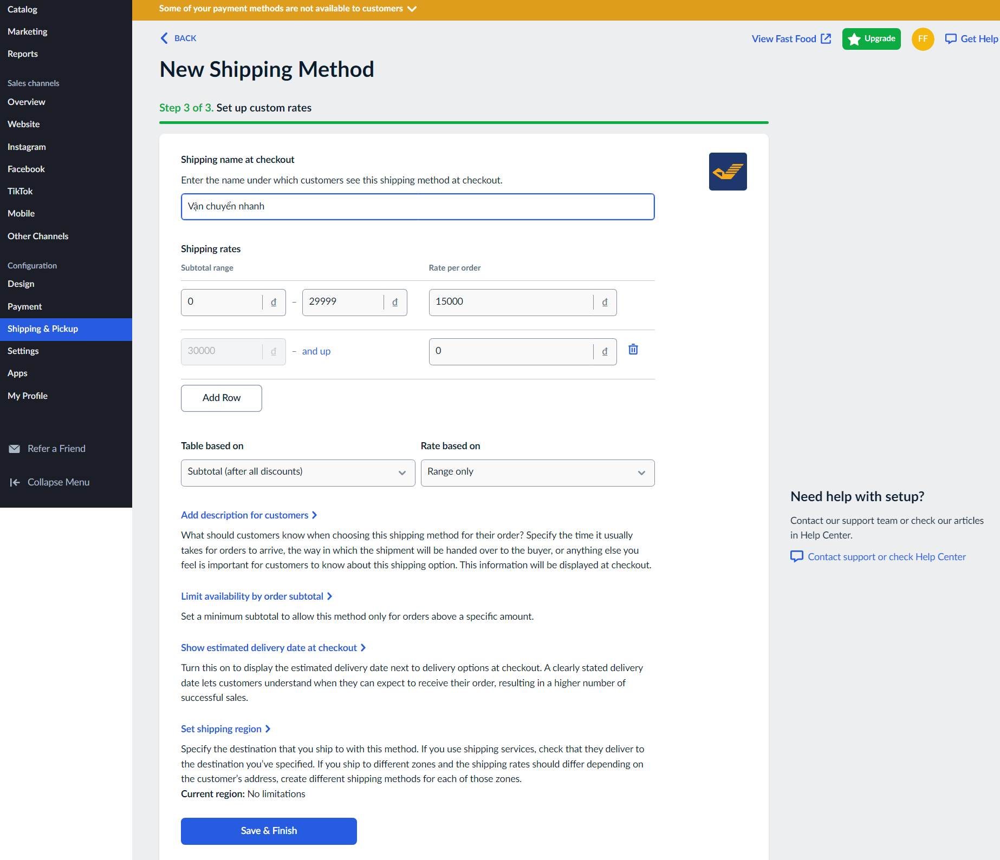 Some of your payment methods are not available to customers
Catalog
Marketing
Reports
Sales channels
Overview
Website
Instagram
Facebook
TikTok
Mobile
Other Channels
Configuration
Design
Payment
Shipping & Pickup
Settings
Apps
My Profile
Refer a Friend
Collapse Menu
BACK
View Fast Food
Upgrade
FF
Get Help
New Shipping Method
Step 3 of 3. Set up custom rates
Shipping name at checkout
Enter the name under which customers see this shipping method at checkout.
Vận chuyển nhanh
Shipping rates
Subtotal range Rate per order
0 ₫ – 29999 ₫ 15000 ₫
30000 ₫ – and up 0 ₫
Add Row
Table based on Rate based on
Subtotal (after all discounts) Range only
Add description for customers
What should customers know when choosing this shipping method for their order? Specify the time it usually
takes for orders to arrive, the way in which the shipment will be handed over to the buyer, or anything else you
feel is important for customers to know about this shipping option. This information will be displayed at checkout.
Limit availability by order subtotal
Set a minimum subtotal to allow this method only for orders above a specific amount.
Show estimated delivery date at checkout
Turn this on to display the estimated delivery date next to delivery options at checkout. A clearly stated delivery
date lets customers understand when they can expect to receive their order, resulting in a higher number of
successful sales.
Set shipping region
Specify the destination that you ship to with this method. If you use shipping services, check that they deliver to
the destination you’ve specified. If you ship to different zones and the shipping rates should differ depending on
the customer’s address, create different shipping methods for each of those zones.
Current region: No limitations
Save & Finish
Need help with setup?
Contact our support team or check our articles
in Help Center.
Contact support or check Help Center